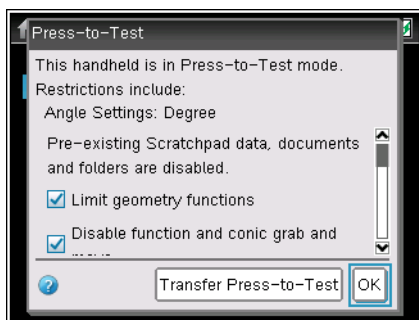 Press-to-Test
This handheld is in Press-to-Test mode.
Restrictions include:
Angle Settings: Degree
Pre-existing Scratchpad data, documents
and folders are disabled.
Limit geometry functions
Disable function and conic grab and
Transfer Press-to-Test
OK